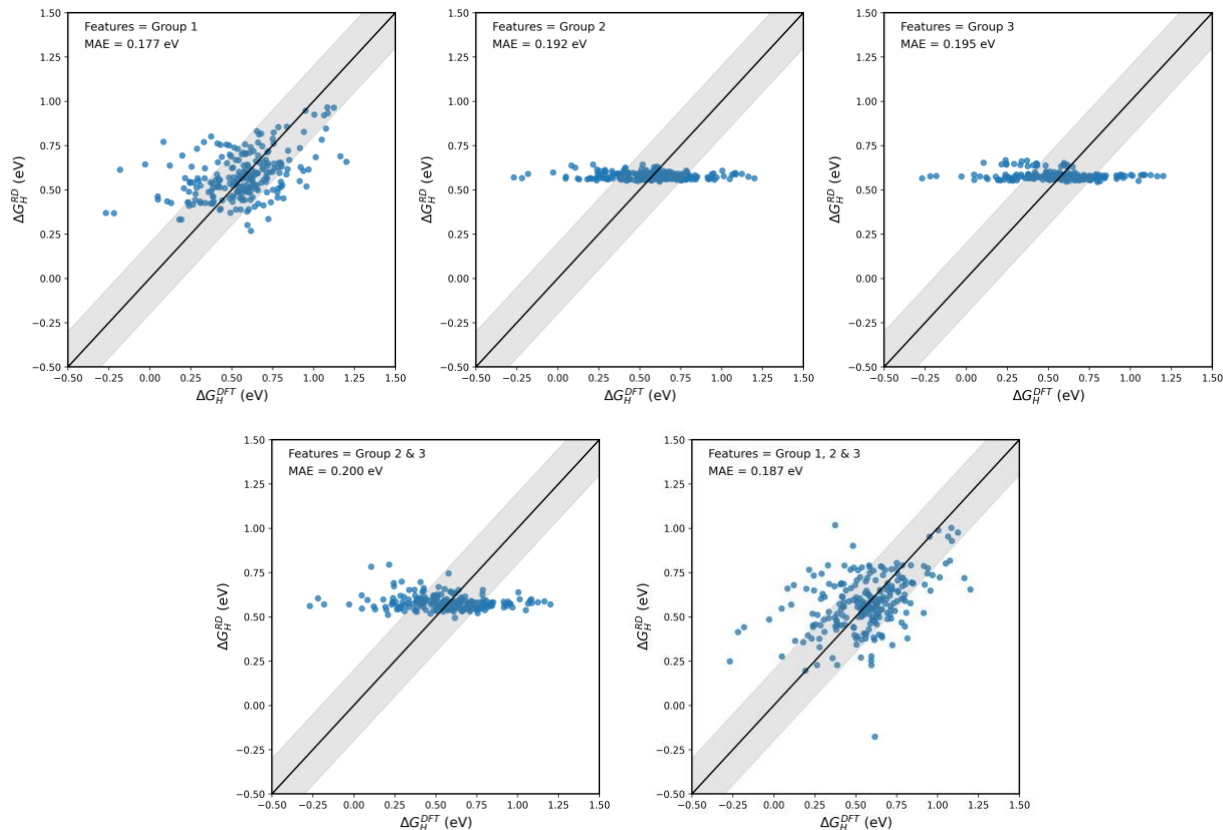 Features = Group 1
MAE = 0.177 eV
1.50
1.25
1.00
0.75
0.50
0.25
0.00
−0.25
−0.50
ΔG_H^RD (eV)
−0.50 −0.25 0.00 0.25 0.50 0.75 1.00 1.25 1.50
ΔG_H^DFT (eV)
Features = Group 2
MAE = 0.192 eV
1.50
1.25
1.00
0.75
0.50
0.25
0.00
−0.25
−0.50
ΔG_H^RD (eV)
−0.50 −0.25 0.00 0.25 0.50 0.75 1.00 1.25 1.50
ΔG_H^DFT (eV)
Features = Group 3
MAE = 0.195 eV
1.50
1.25
1.00
0.75
0.50
0.25
0.00
−0.25
−0.50
ΔG_H^RD (eV)
−0.50 −0.25 0.00 0.25 0.50 0.75 1.00 1.25 1.50
ΔG_H^DFT (eV)
Features = Group 2 & 3
MAE = 0.200 eV
1.50
1.25
1.00
0.75
0.50
0.25
0.00
−0.25
−0.50
ΔG_H^RD (eV)
−0.50 −0.25 0.00 0.25 0.50 0.75 1.00 1.25 1.50
ΔG_H^DFT (eV)
Features = Group 1, 2 & 3
MAE = 0.187 eV
1.50
1.25
1.00
0.75
0.50
0.25
0.00
−0.25
−0.50
ΔG_H^RD (eV)
−0.50 −0.25 0.00 0.25 0.50 0.75 1.00 1.25 1.50
ΔG_H^DFT (eV)